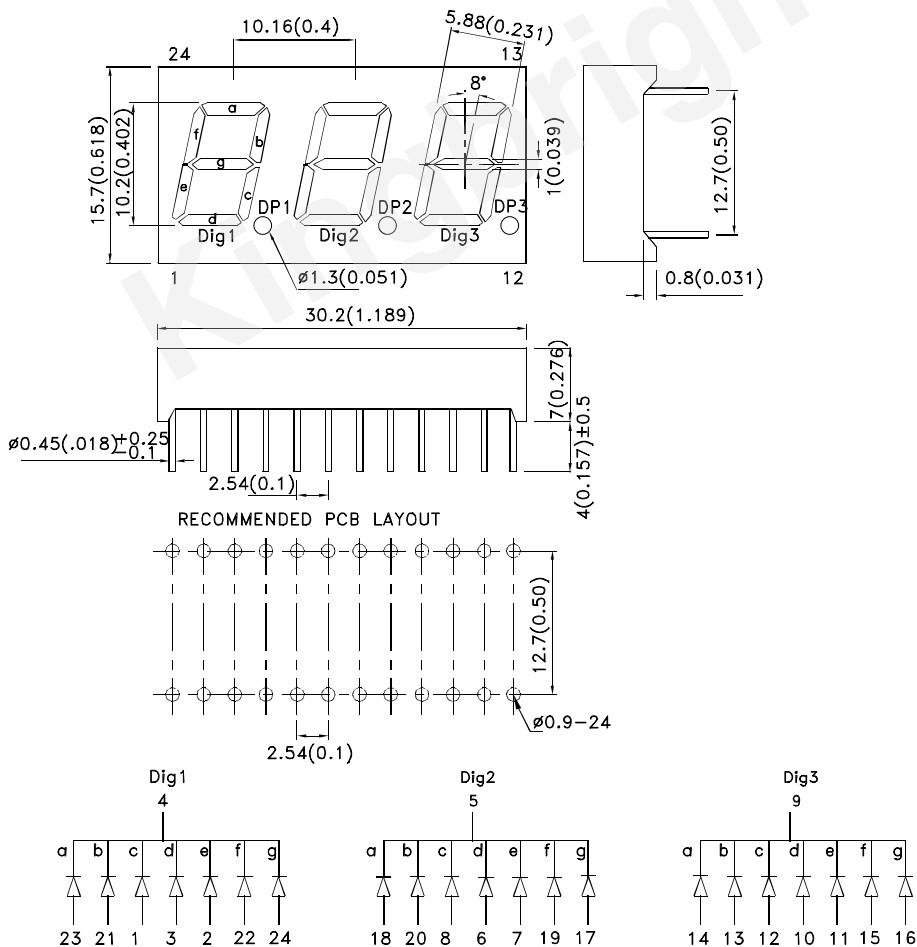 10.16(0.4)
5.88(0.231)
24
13
8°
a
f
b
g
e
c
d
15.7(0.618)
10.2(0.402)
1(0.039)
12.7(0.50)
DP1
DP2
DP3
Dig1
Dig2
Dig3
1
ø1.3(0.051)
12
0.8(0.031)
30.2(1.189)
7(0.276)
ø0.45(.018)+0.25
−0.1
4(0.157)±0.5
2.54(0.1)
RECOMMENDED PCB LAYOUT
12.7(0.50)
ø0.9−24
2.54(0.1)
Dig1
4
a b c d e f g
23 21 1 3 2 22 24
Dig2
5
a b c d e f g
18 20 8 6 7 19 17
Dig3
9
a b c d e f g
14 13 12 10 11 15 16
Kingbright